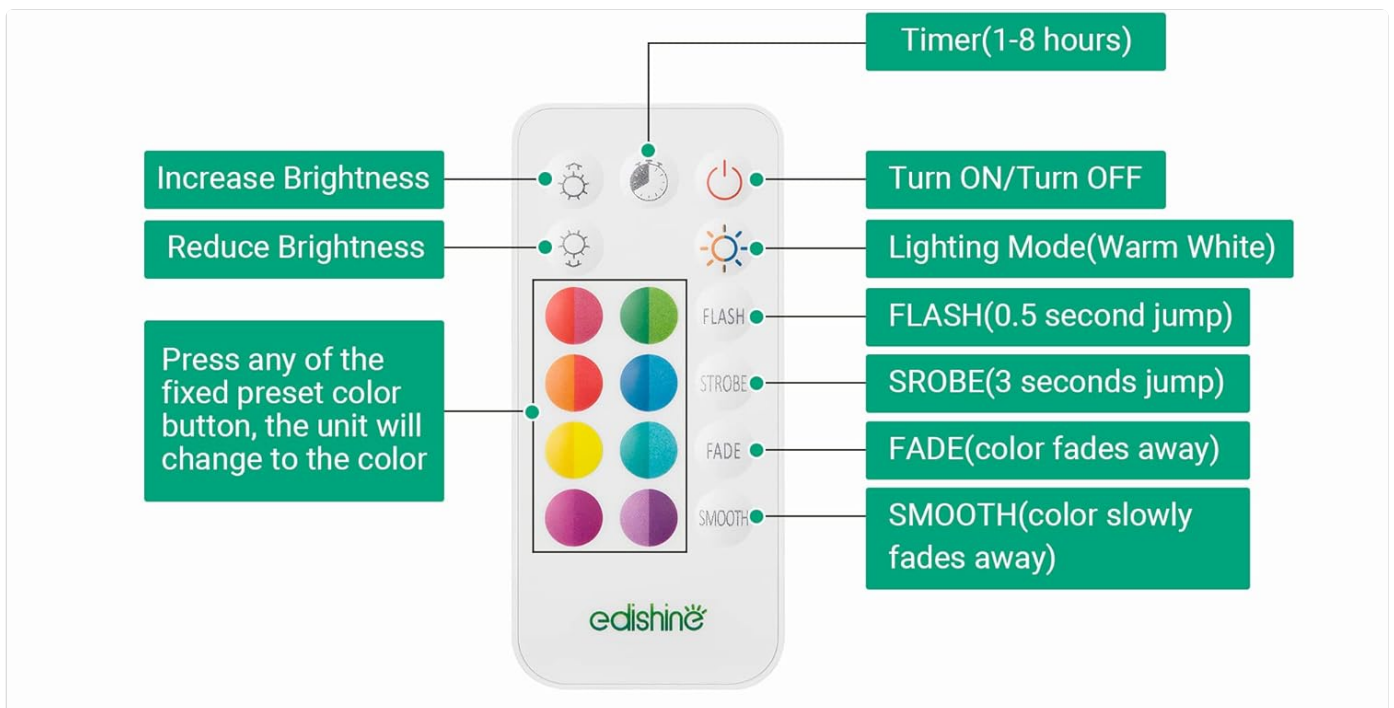 Timer(1-8 hours)
Increase Brightness
Turn ON/Turn OFF
Reduce Brightness
Lighting Mode(Warm White)
FLASH
FLASH(0.5 second jump)
Press any of the
fixed preset color
button, the unit will
change to the color
STROBE
SROBE(3 seconds jump)
FADE
FADE(color fades away)
SMOOTH
SMOOTH(color slowly
fades away)
edishine